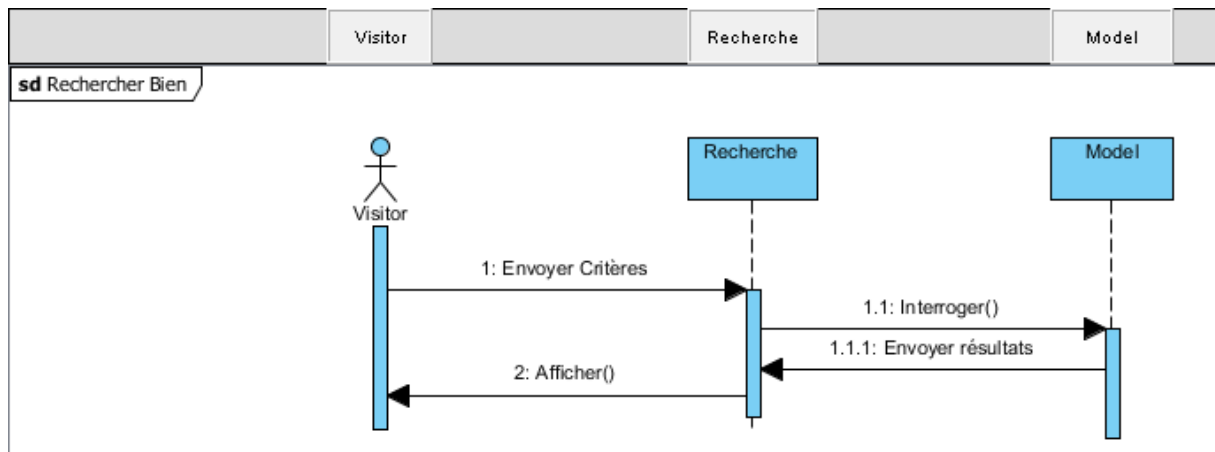 Visitor Recherche Model
sd Rechercher Bien
Recherche Model
Visitor
1: Envoyer Critères
1.1: Interroger()
1.1.1: Envoyer résultats
2: Afficher()